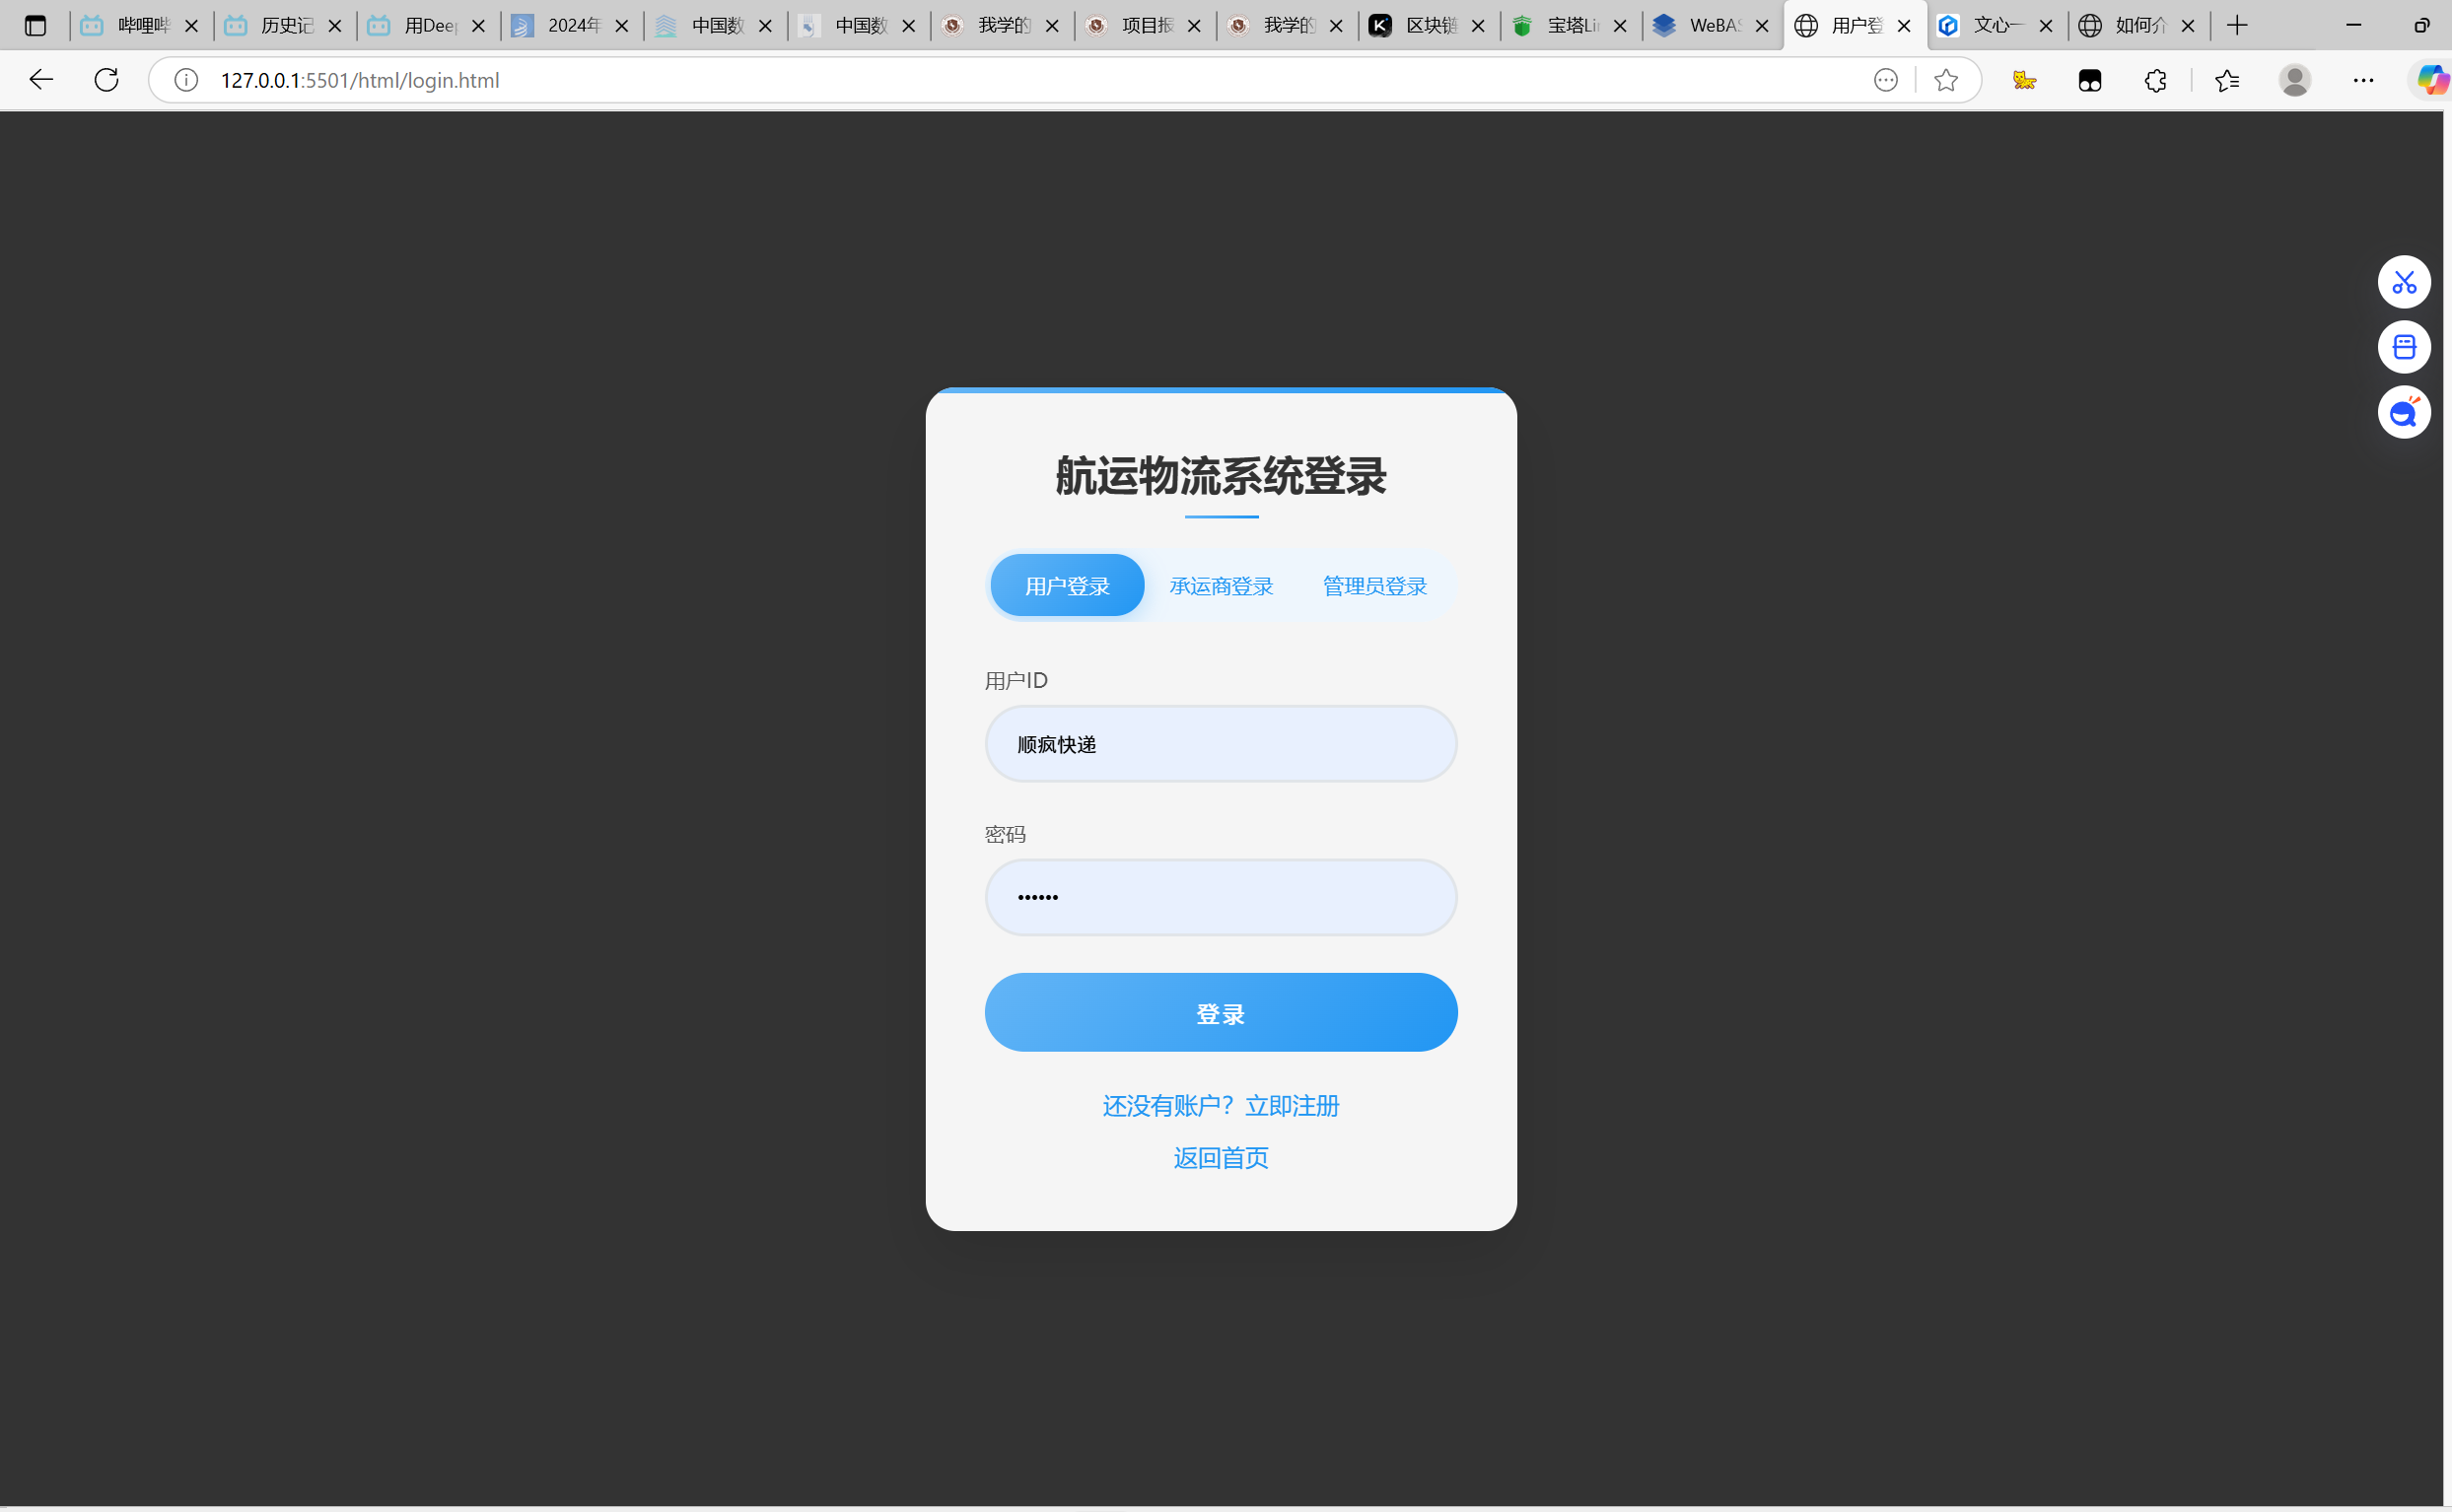 哔哩哔
历史记
用Deep
2024年
中国数
中国数
我学的
项目报
我学的
区块链
宝塔Lin
WeBAS
用户登
文心一
如何介
127.0.0.1:5501/html/login.html
航运物流系统登录
用户登录 承运商登录 管理员登录
用户ID
顺疯快递
密码
••••••
登录
还没有账户？立即注册
返回首页